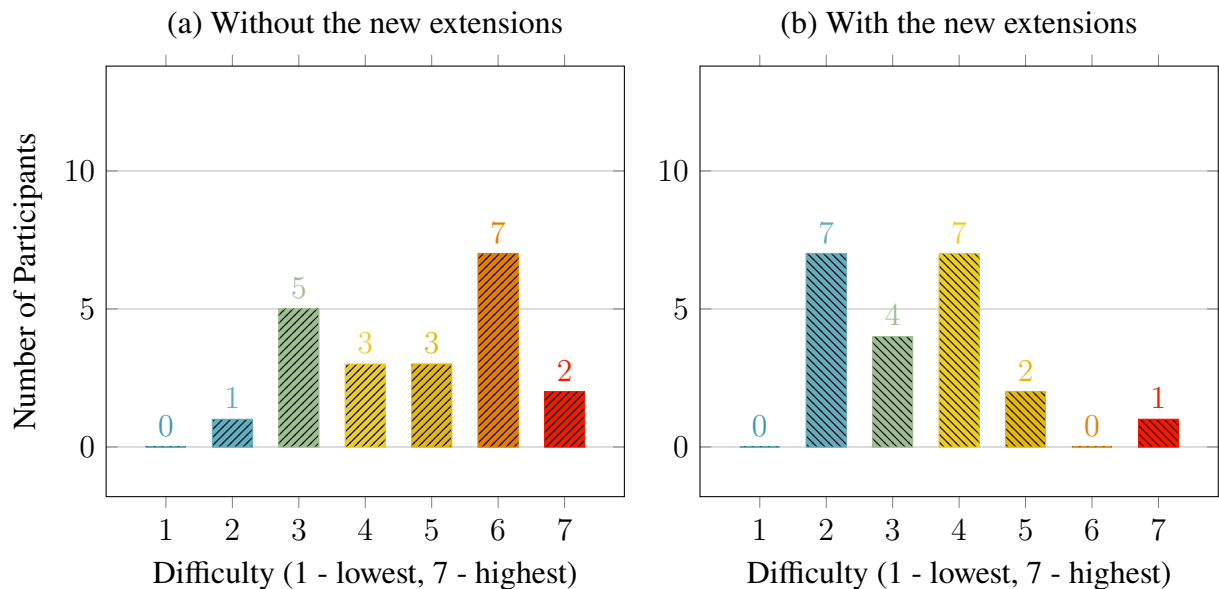 (a) Without the new extensions
Number of Participants
10
5
0
0
1
5
3
3
7
2
1 2 3 4 5 6 7
Difficulty (1 - lowest, 7 - highest)
(b) With the new extensions
10
5
0
0
7
4
7
2
0
1
1 2 3 4 5 6 7
Difficulty (1 - lowest, 7 - highest)